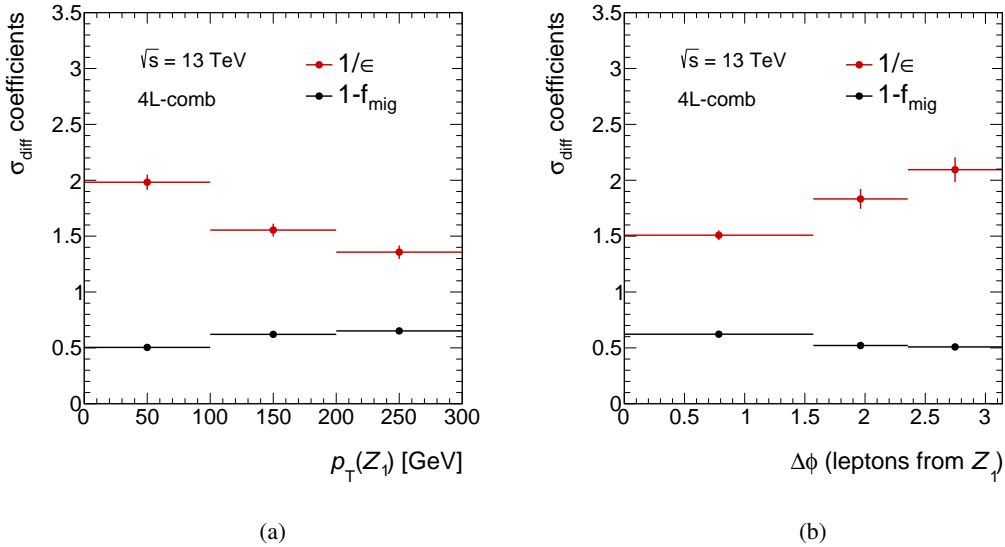 3.5
3
2.5
2
1.5
1
0.5
0
σdiff coefficients
√s = 13 TeV
4L-comb
1/ϵ
1-fmig
0 50 100 150 200 250 300
pT(Z1) [GeV]
(a)
3.5
3
2.5
2
1.5
1
0.5
0
σdiff coefficients
√s = 13 TeV
4L-comb
1/ϵ
1-fmig
0 0.5 1 1.5 2 2.5 3
Δϕ (leptons from Z1)
(b)